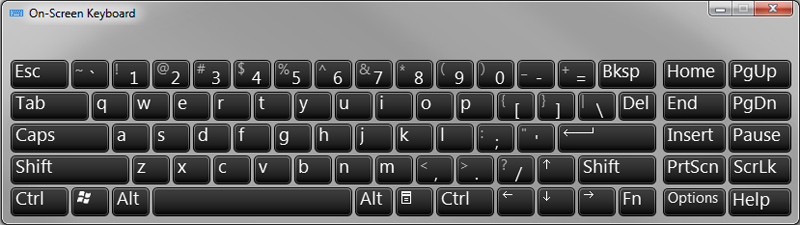 On-Screen Keyboard
Esc ~ ` ! 1 @ 2 # 3 $ 4 % 5 ^ 6 & 7 * 8 ( 9 ) 0 _ - + = Bksp Home PgUp
Tab q w e r t y u i o p { [ } ] | \ Del End PgDn
Caps a s d f g h j k l : ; " ' Insert Pause
Shift z x c v b n m < , > . ? / ↑ Shift PrtScn ScrLk
Ctrl Alt Alt Ctrl ← ↓ → Fn Options Help